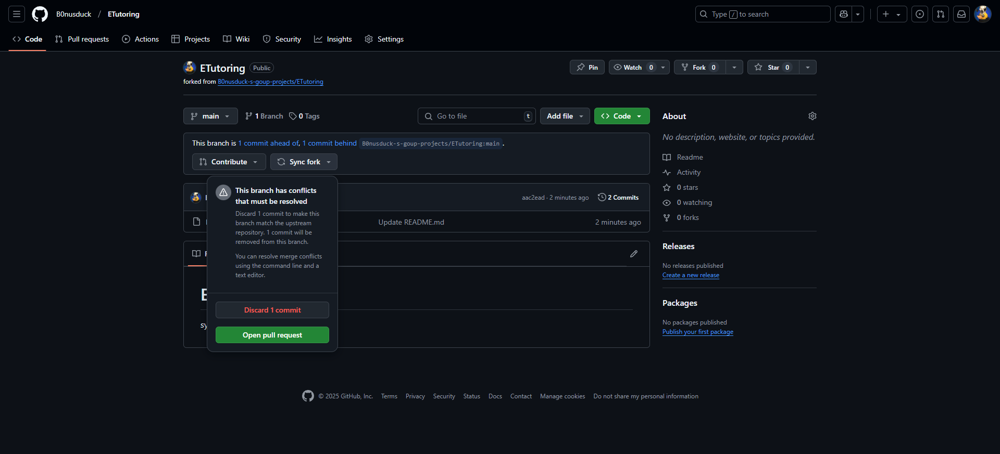 B0nusduck / ETutoring
Type / to search
Code
Pull requests
Actions
Projects
Wiki
Security
Insights
Settings
ETutoring Public
forked from B0nusduck-s-goup-projects/ETutoring
Pin
Watch 0
Fork 0
Star 0
main
1 Branch
0 Tags
Go to file t
Add file
Code
This branch is 1 commit ahead of, 1 commit behind B0nusduck-s-goup-projects/ETutoring:main .
Contribute
Sync fork
This branch has conflicts
that must be resolved
Discard 1 commit to make this
branch match the upstream
repository. 1 commit will be
removed from this branch.
You can resolve merge conflicts
using the command line and a
text editor.
Discard 1 commit
Open pull request
aac2ead · 2 minutes ago
2 Commits
Update README.md
2 minutes ago
E
sy
About
No description, website, or topics provided.
Readme
Activity
0 stars
0 watching
0 forks
Releases
No releases published
Create a new release
Packages
No packages published
Publish your first package
© 2025 GitHub, Inc.
Terms
Privacy
Security
Status
Docs
Contact
Manage cookies
Do not share my personal information